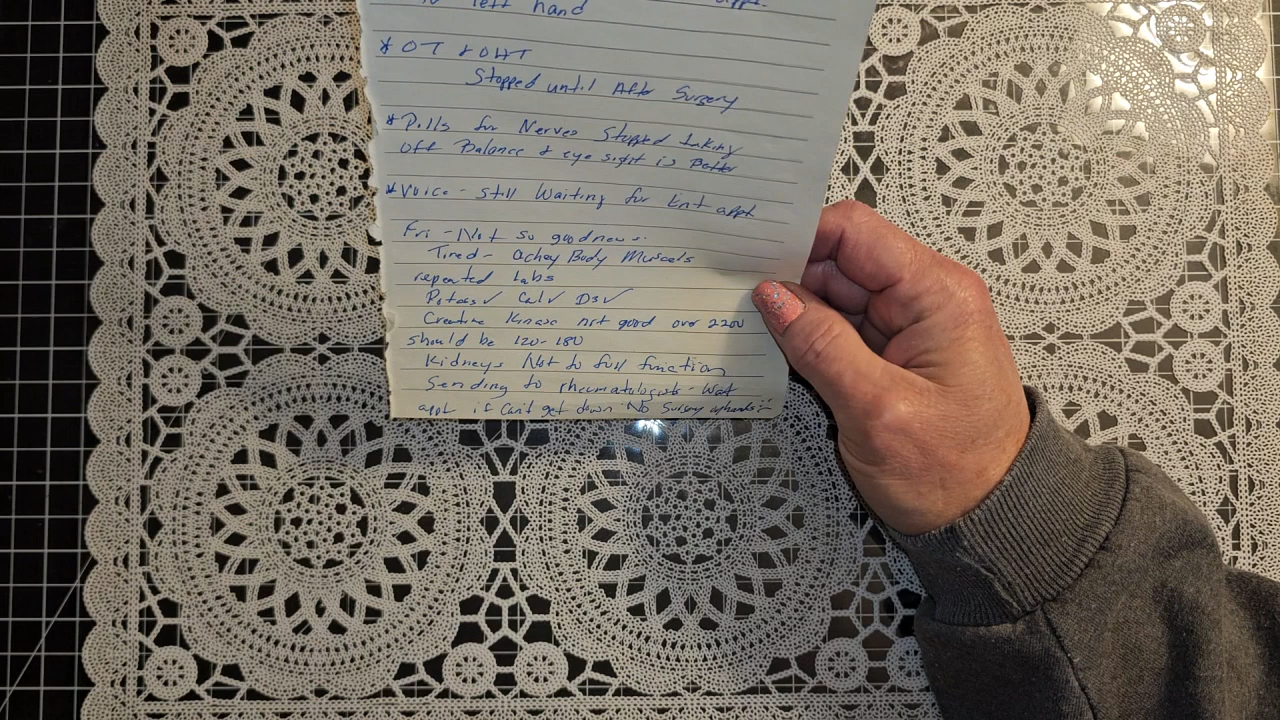 left hand
* OT & OHT
Stopped until After Surgery
* Pills for Nerves Stopped taking
off Balance & eye sight is Better
* Voice - still Waiting for Ent appt
Fri - Not so good news.
Tired - achey Body Muscels
repeated Labs
Potass ✓ Cal ✓ D3 ✓
Creatine Kinase not good over 2200
should be 120-180
Kidneys Not to full function
Sending to rheumatologists - Wait
appt if Can't get down No Surgery